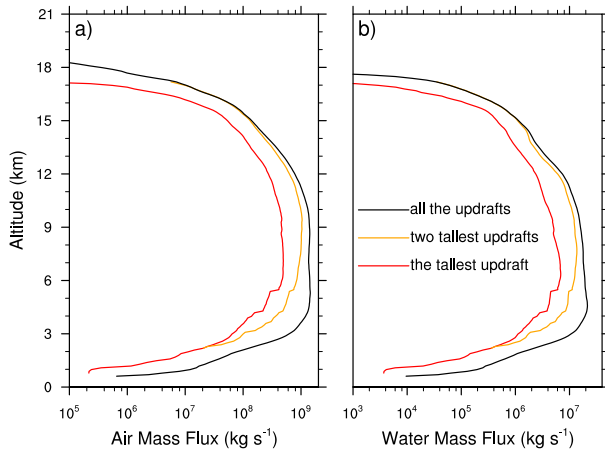 a)
b)
21
18
15
12
9
6
3
0
Altitude (km)
all the updrafts
two tallest updrafts
the tallest updraft
10⁵ 10⁶ 10⁷ 10⁸ 10⁹
10³ 10⁴ 10⁵ 10⁶ 10⁷
Air Mass Flux (kg s⁻¹)
Water Mass Flux (kg s⁻¹)